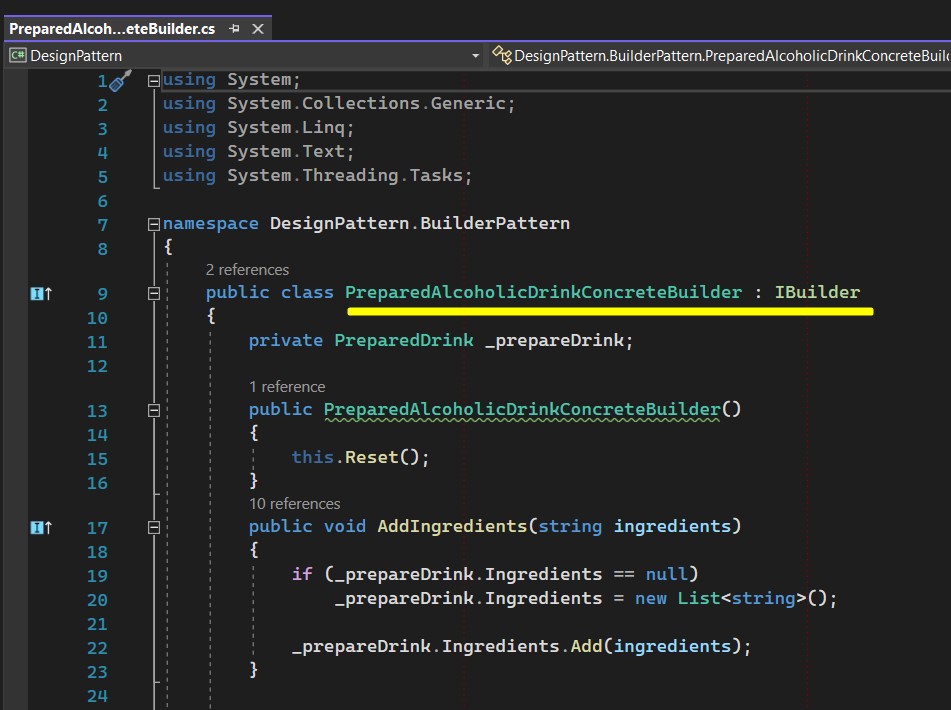 PreparedAlcoh...eteBuilder.cs
C# DesignPattern
DesignPattern.BuilderPattern.PreparedAlcoholicDrinkConcreteBuil
1 using System;
2 using System.Collections.Generic;
3 using System.Linq;
4 using System.Text;
5 using System.Threading.Tasks;
6
7 namespace DesignPattern.BuilderPattern
8 {
2 references
9 public class PreparedAlcoholicDrinkConcreteBuilder : IBuilder
10 {
11 private PreparedDrink _prepareDrink;
12
1 reference
13 public PreparedAlcoholicDrinkConcreteBuilder()
14 {
15 this.Reset();
16 }
10 references
17 public void AddIngredients(string ingredients)
18 {
19 if (_prepareDrink.Ingredients == null)
20 _prepareDrink.Ingredients = new List<string>();
21
22 _prepareDrink.Ingredients.Add(ingredients);
23 }
24